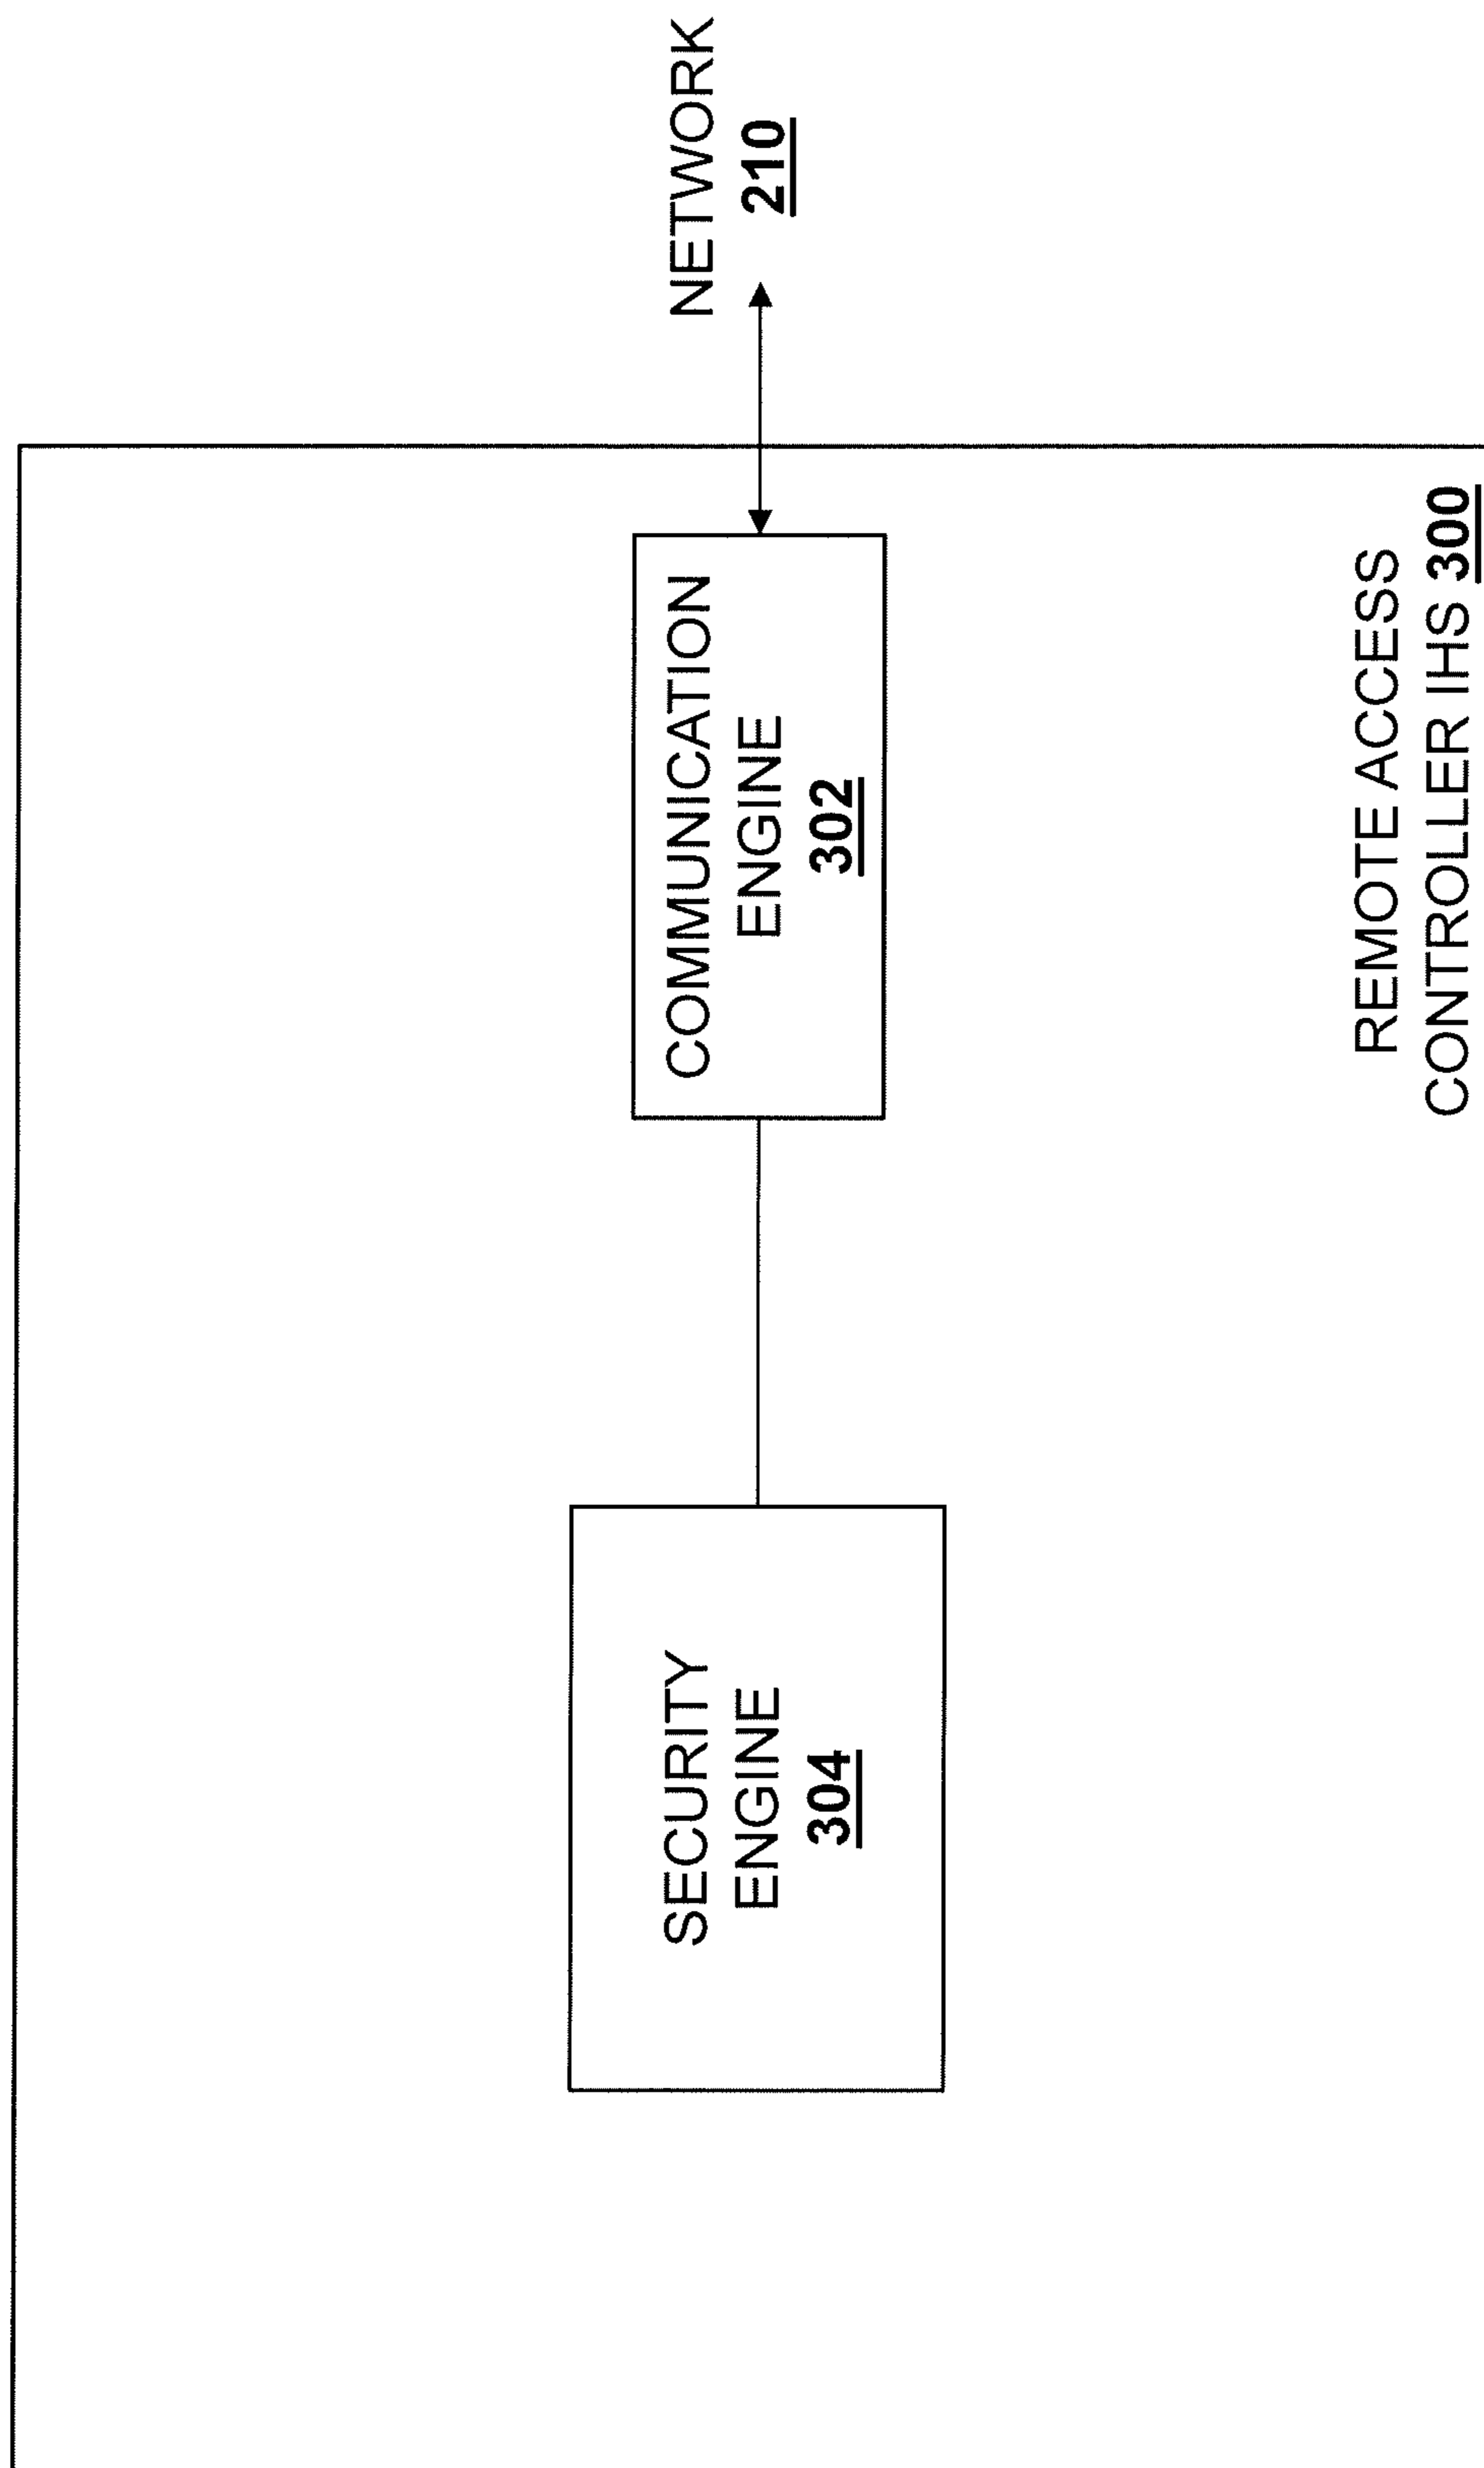 SECURITY
ENGINE
304
COMMUNICATION
ENGINE
302
NETWORK
210
REMOTE ACCESS
CONTROLLER IHS 300